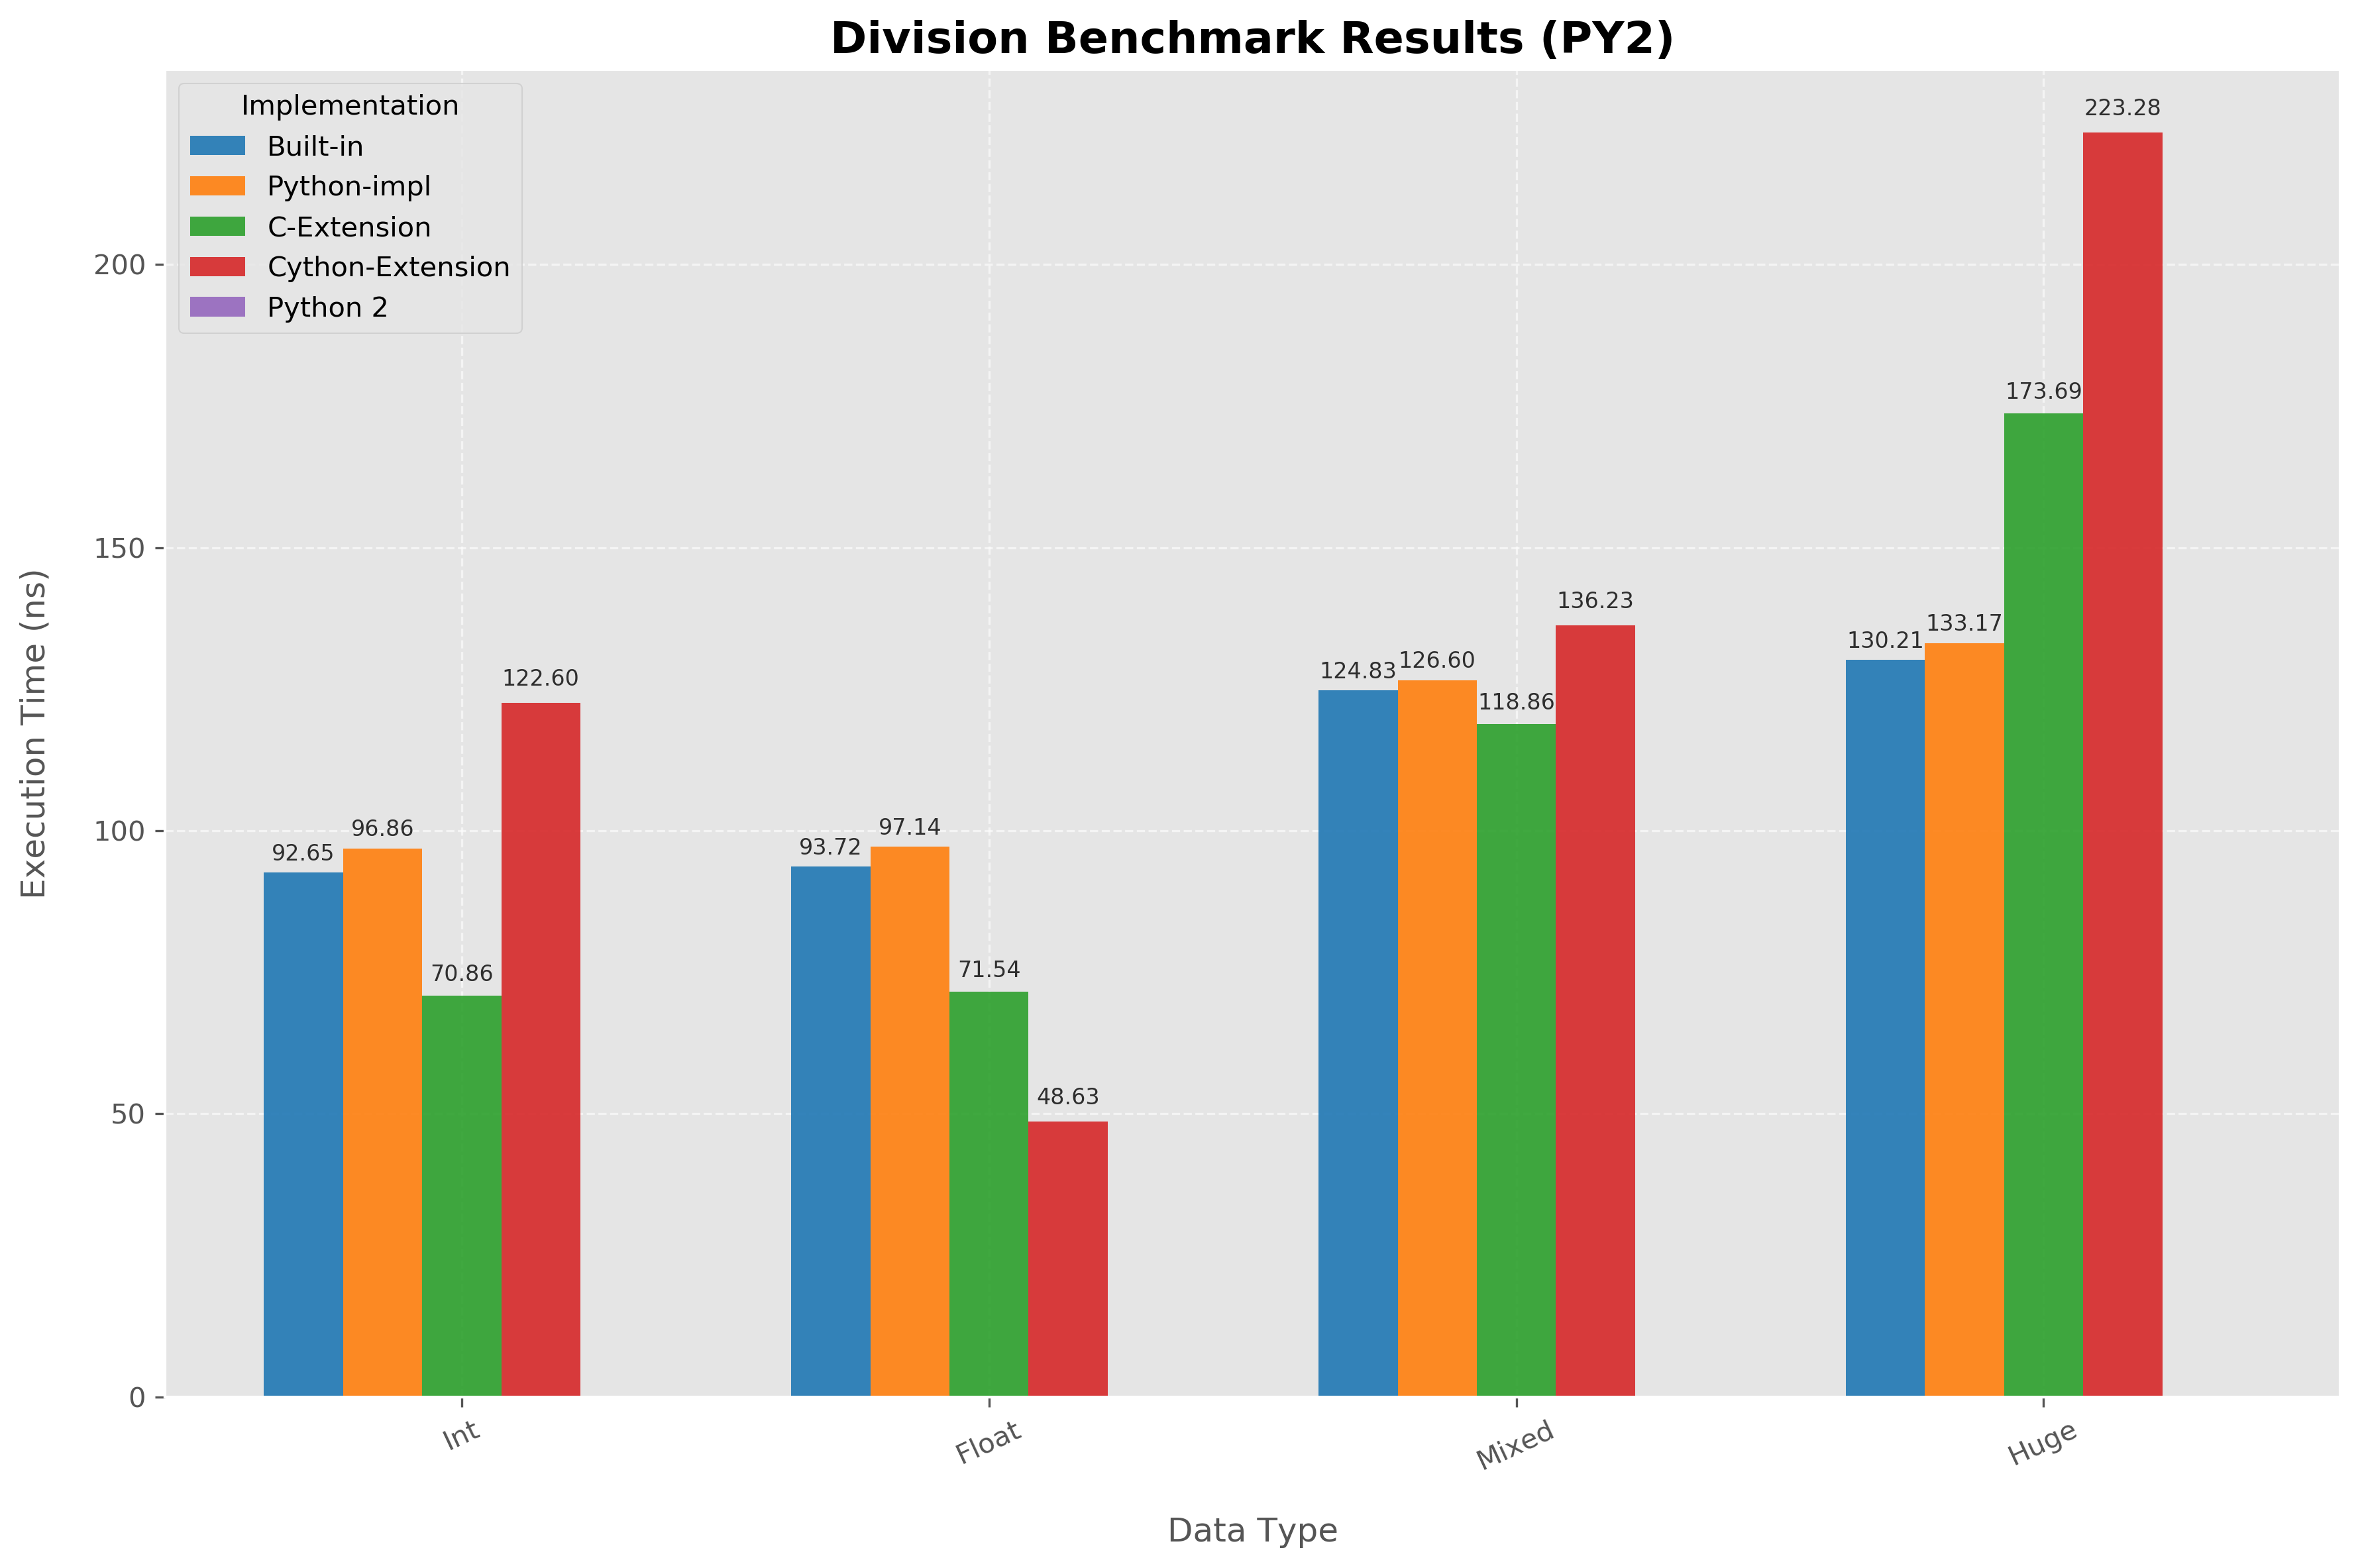 Division Benchmark Results (PY2)
Implementation
Built-in
Python-impl
C-Extension
Cython-Extension
Python 2
Execution Time (ns)
200
150
100
50
0
92.65
96.86
70.86
122.60
93.72
97.14
71.54
48.63
124.83
126.60
118.86
136.23
130.21
133.17
173.69
223.28
Int
Float
Mixed
Huge
Data Type